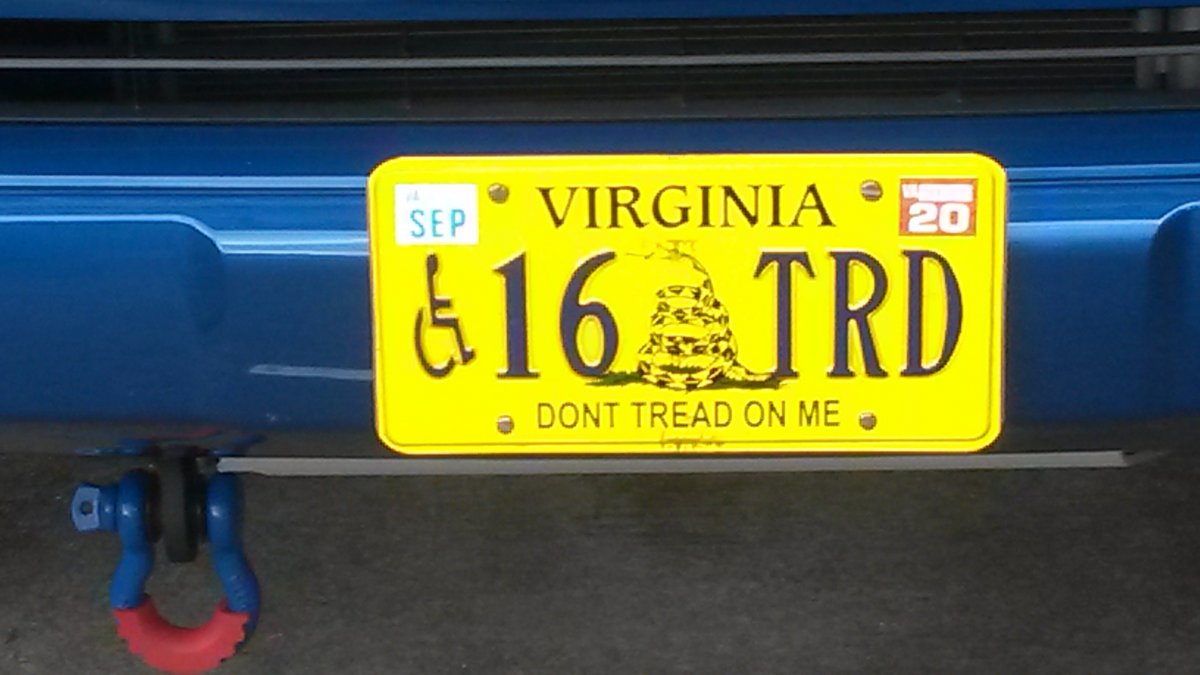 SEP
VIRGINIA
20
16 TRD
DONT TREAD ON ME